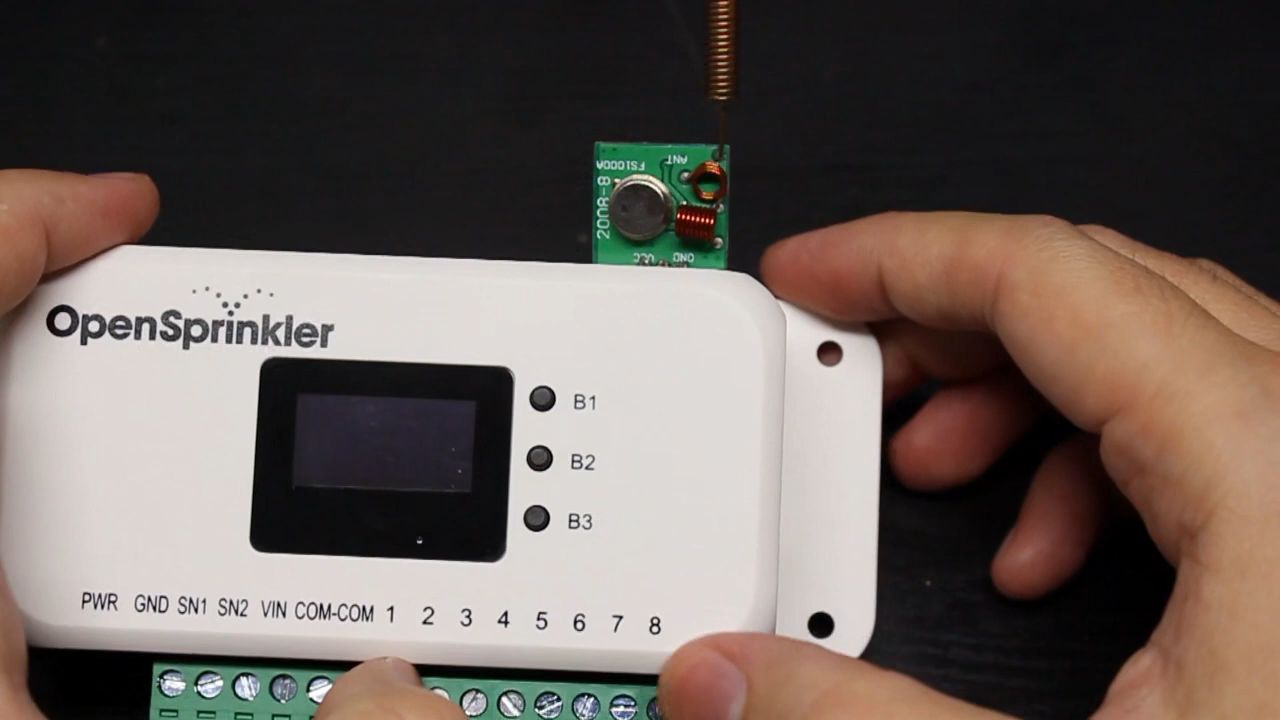 FS1000A
ANT
2008-8
VCC
GND
OpenSprinkler
B1
B2
B3
PWR GND SN1 SN2 VIN COM-COM 1 2 3 4 5 6 7 8